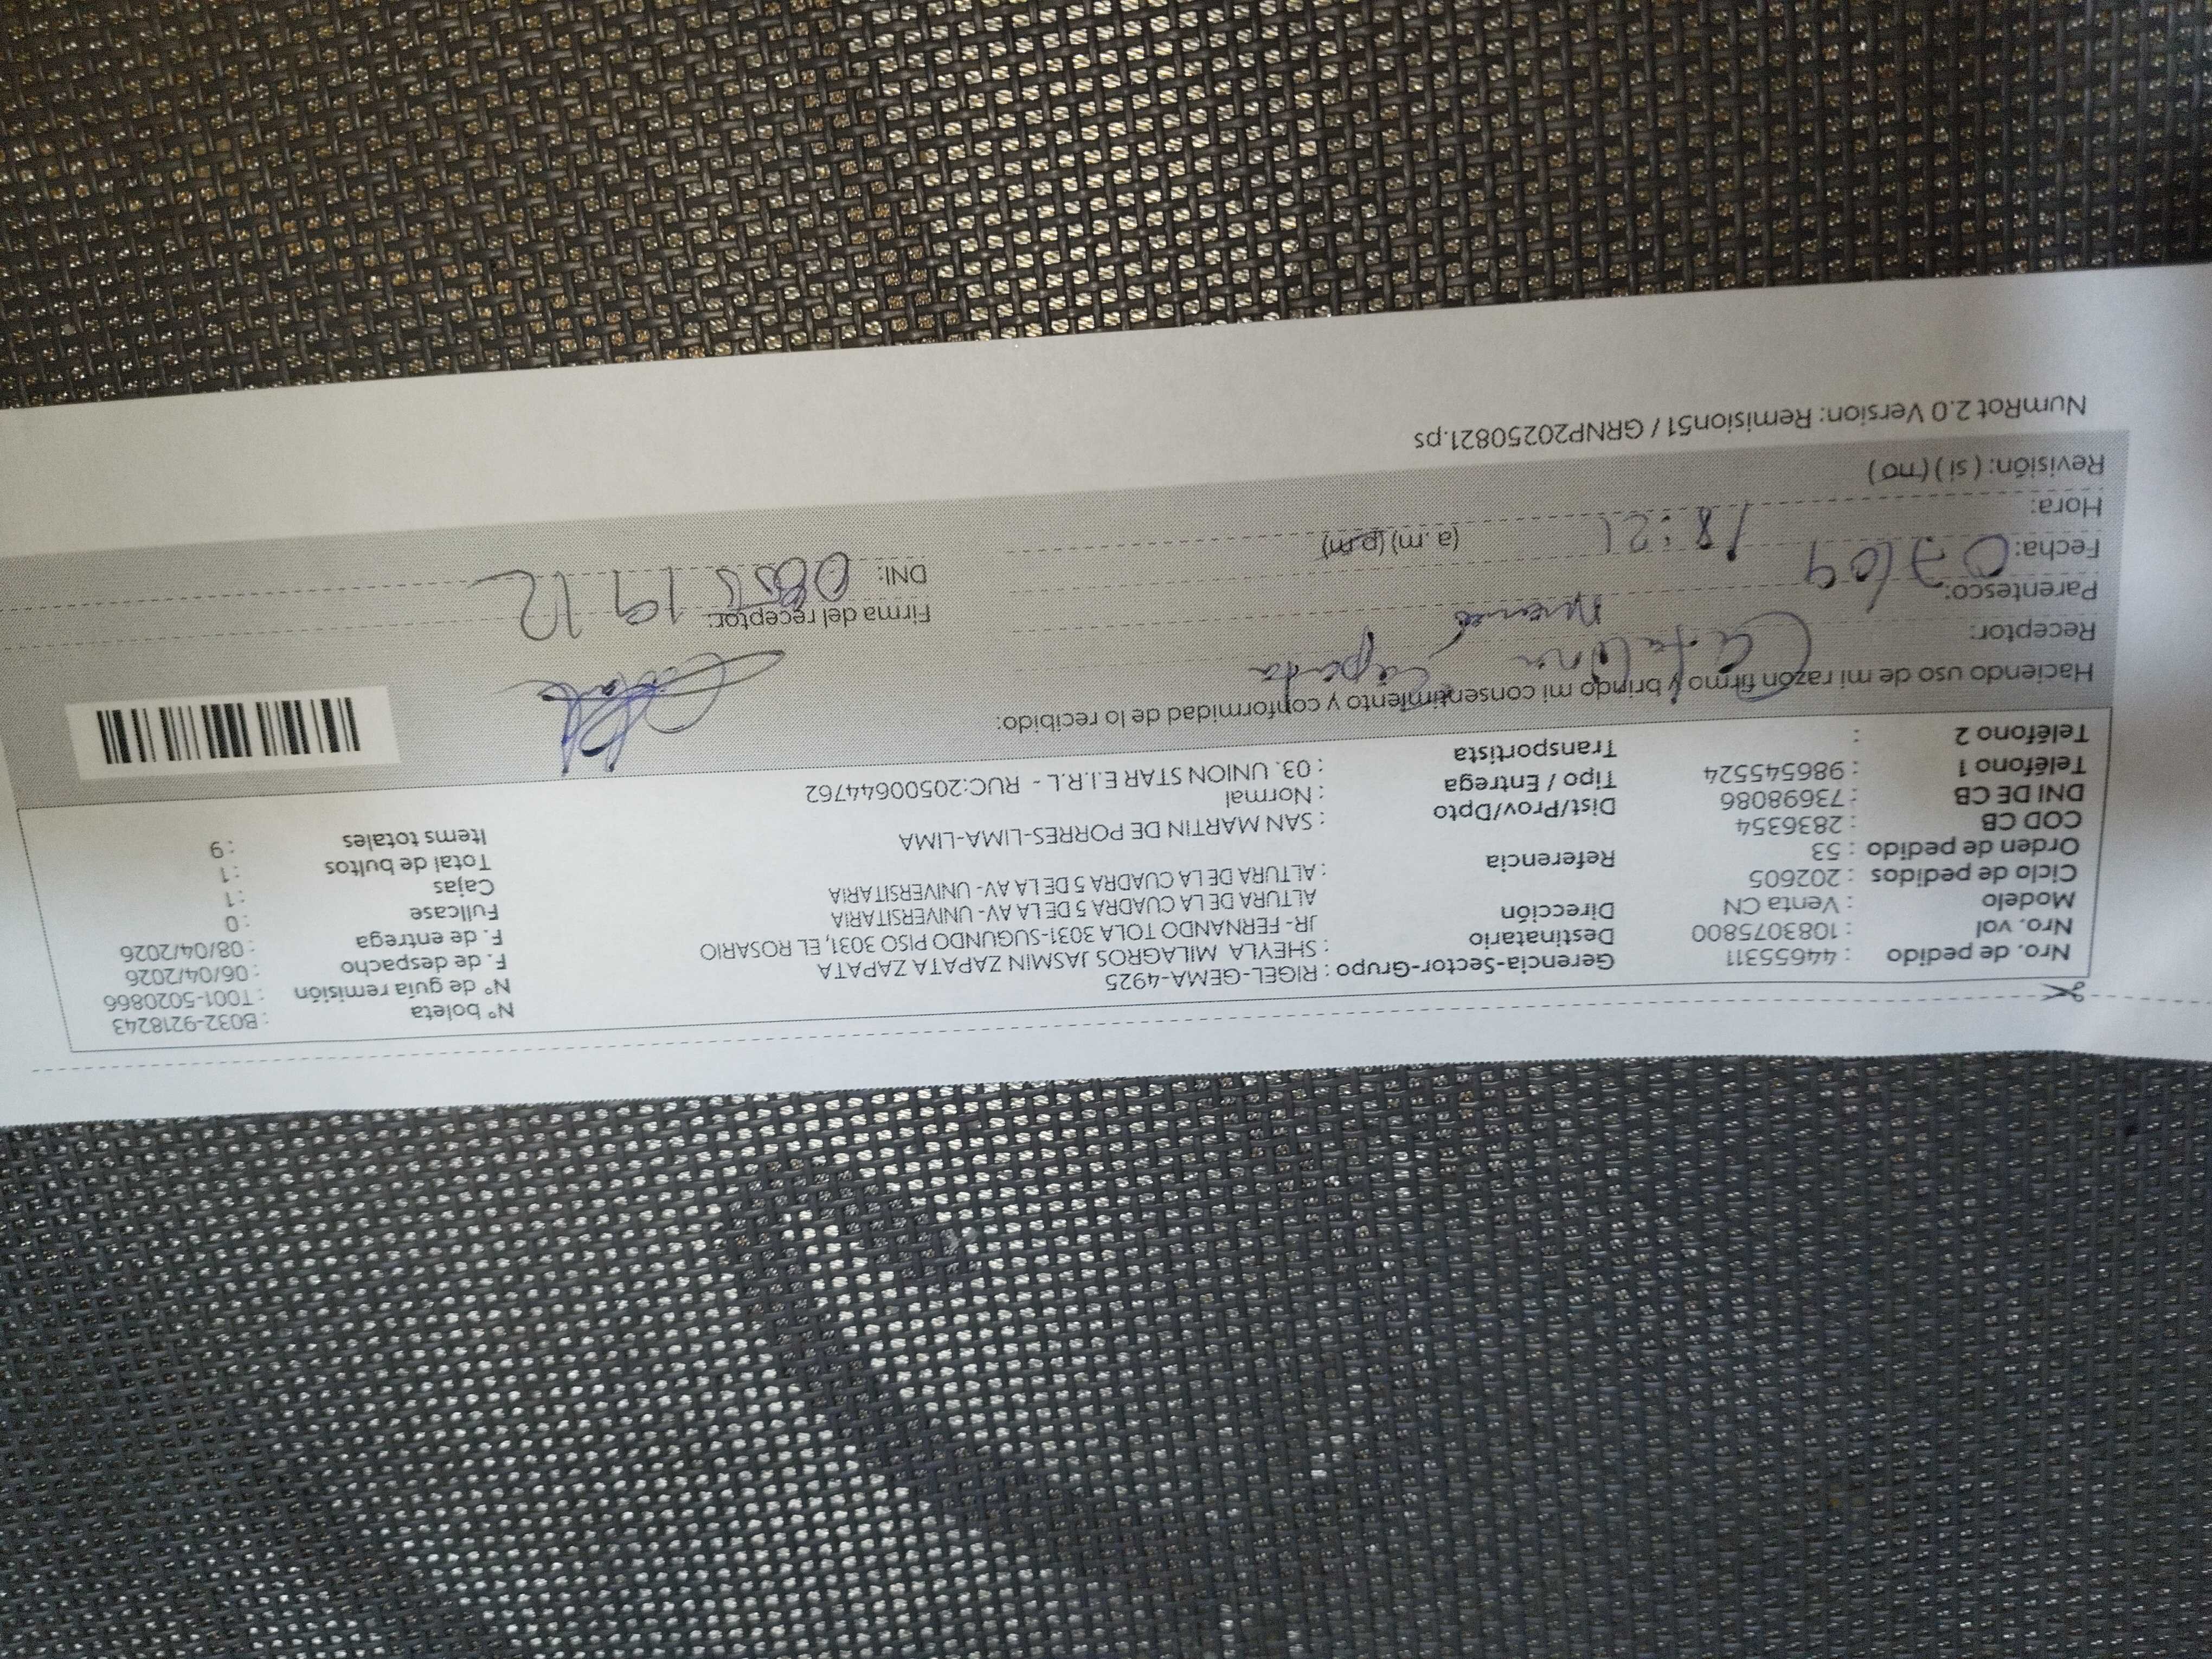 Nro. de pedido : 44655311
Nro. vol : 1083075800
Modelo : Venta CN
Ciclo de pedidos : 202605
Orden de pedido : 53
COD CB : 2836354
DNI DE CB : 73698086
Teléfono 1 : 986545524
Teléfono 2 :
Gerencia-Sector-Grupo : RIGEL-GEMA-4925
Destinatario : SHEYLA MILAGROS JASMIN ZAPATA ZAPATA
Dirección JR- FERNANDO TOLA 3031-SUGUNDO PISO 3031, EL ROSARIO
ALTURA DE LA CUADRA 5 DE LA AV- UNIVERSITARIA
Referencia : ALTURA DE LA CUADRA 5 DE LA AV- UNIVERSITARIA
Dist/Prov/Dpto : SAN MARTIN DE PORRES-LIMA-LIMA
Tipo / Entrega : Normal
Transportista : 03. UNION STAR E.I.R.L - RUC:20500644762
N° boleta : B032-9218243
N° de guía remisión : T001-5020866
F. de despacho : 06/04/2026
F. de entrega : 08/04/2026
Fullcase : 0
Cajas : 1
Total de bultos : 1
Items totales : 9
Haciendo uso de mi razón firmo y brindo mi consentimiento y conformidad de lo recibido:
Receptor: Catalina Zapata
Parentesco:
Fecha: 07/04
Hora: 18:21 (a.m) (p.m)
Revisión: ( si ) ( no )
Firma del receptor:
DNI:
NumRot 2.0 Version: Remision51 / GRNP20250821.ps